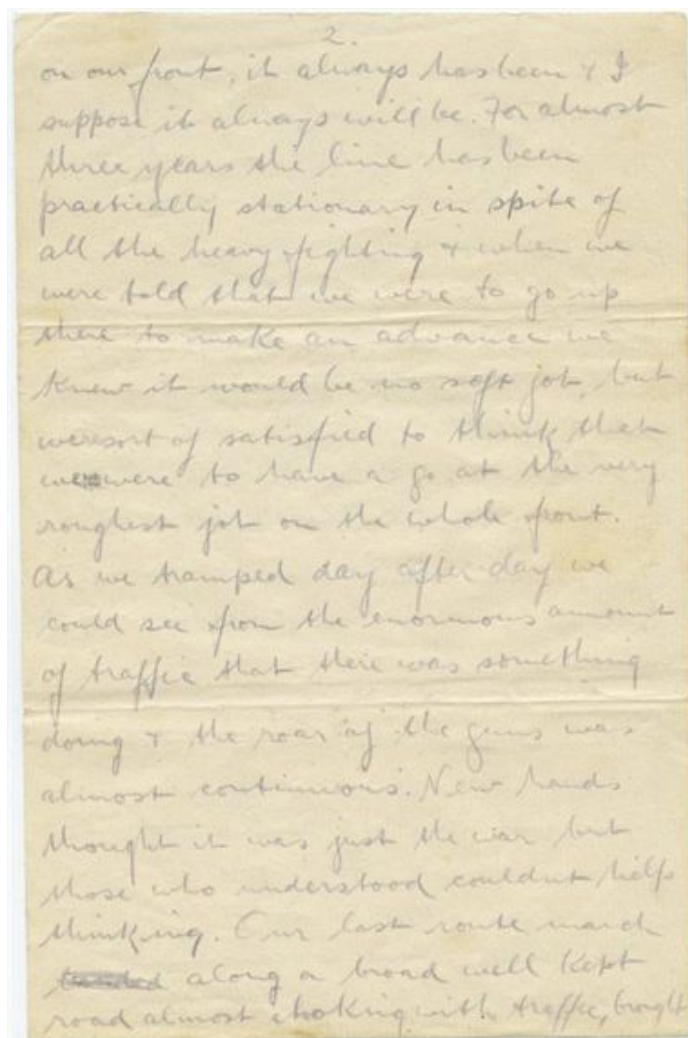 2.
on our front, it always has been & I
suppose it always will be. For almost
three years the line has been
practically stationary in spite of
all the heavy fighting & when we
were told that we were to go up
there to make an advance we
knew it would be no soft job, but
were sort of satisfied to think that
we were to have a go at the very
roughest job on the whole front.
As we tramped day after day we
could see from the enormous amount
of traffic that there was something
doing & the roar of the guns was
almost continuous. New hands
thought it was just the war but
those who understood couldnt help
thinking. Our last route march
along a broad well kept
road almost choking with traffic, brought